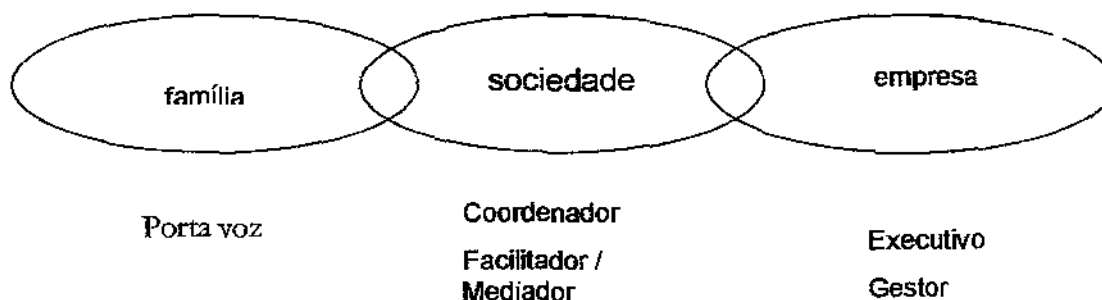 família
sociedade
empresa
Porta voz
Coordenador
Facilitador /
Mediador
Executivo
Gestor